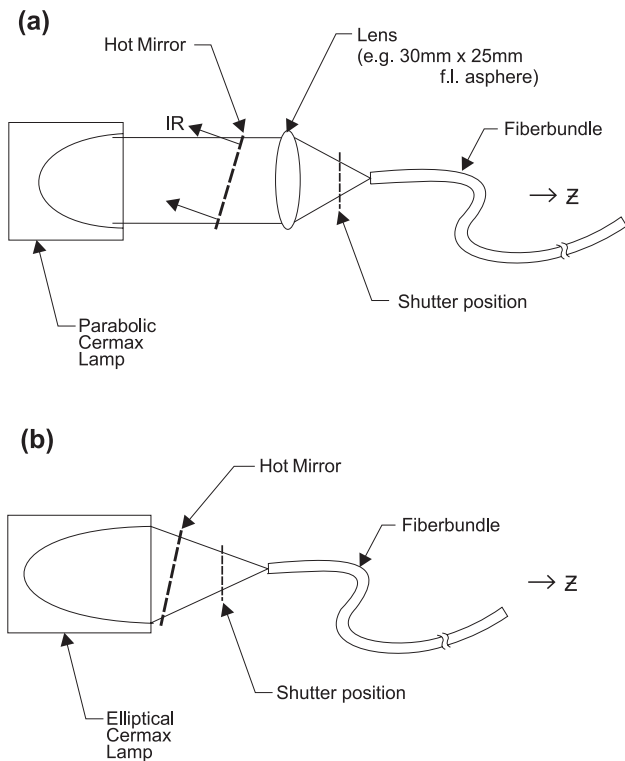 (a)
Hot Mirror
Lens
(e.g. 30mm x 25mm
f.l. asphere)
IR
Fiberbundle
Z
Shutter position
Parabolic
Cermax
Lamp
(b)
Hot Mirror
Fiberbundle
Z
Shutter position
Elliptical
Cermax
Lamp